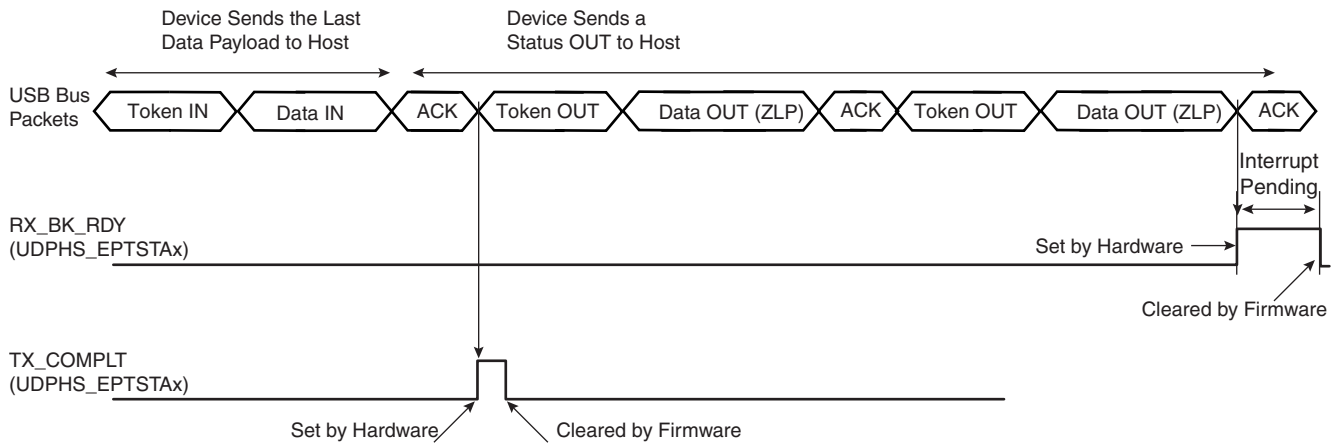 Device Sends the Last
Data Payload to Host
Device Sends a
Status OUT to Host
USB Bus
Packets
Token IN
Data IN
ACK
Token OUT
Data OUT (ZLP)
ACK
Token OUT
Data OUT (ZLP)
ACK
Interrupt
Pending
RX_BK_RDY
(UDPHS_EPTSTAx)
Set by Hardware
Cleared by Firmware
TX_COMPLT
(UDPHS_EPTSTAx)
Set by Hardware
Cleared by Firmware